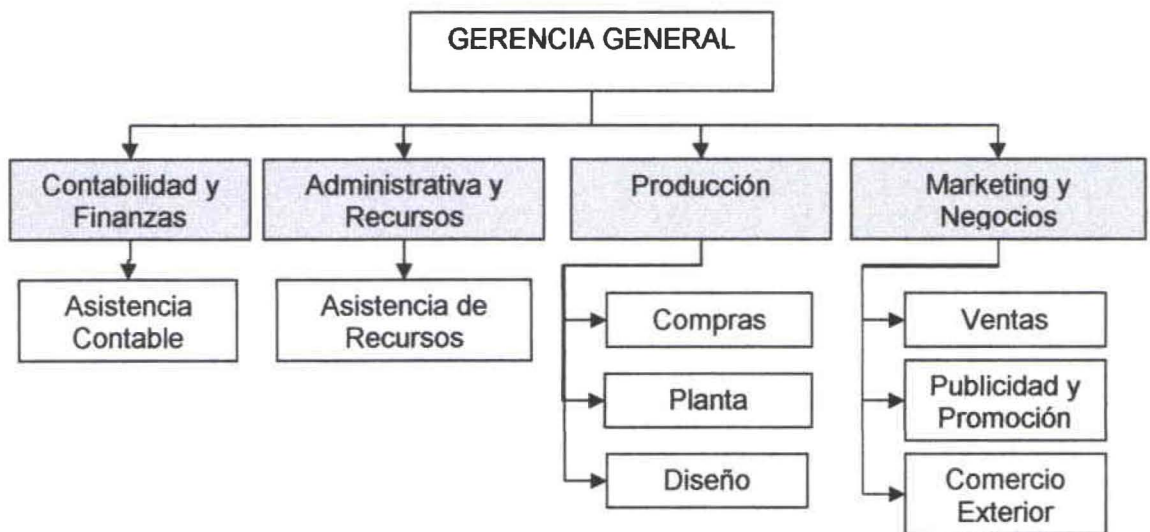 GERENCIA GENERAL
Contabilidad y
Finanzas
Administrativa y
Recursos
Producción
Marketing y
Negocios
Asistencia
Contable
Asistencia de
Recursos
Compras
Planta
Diseño
Ventas
Publicidad y
Promoción
Comercio
Exterior